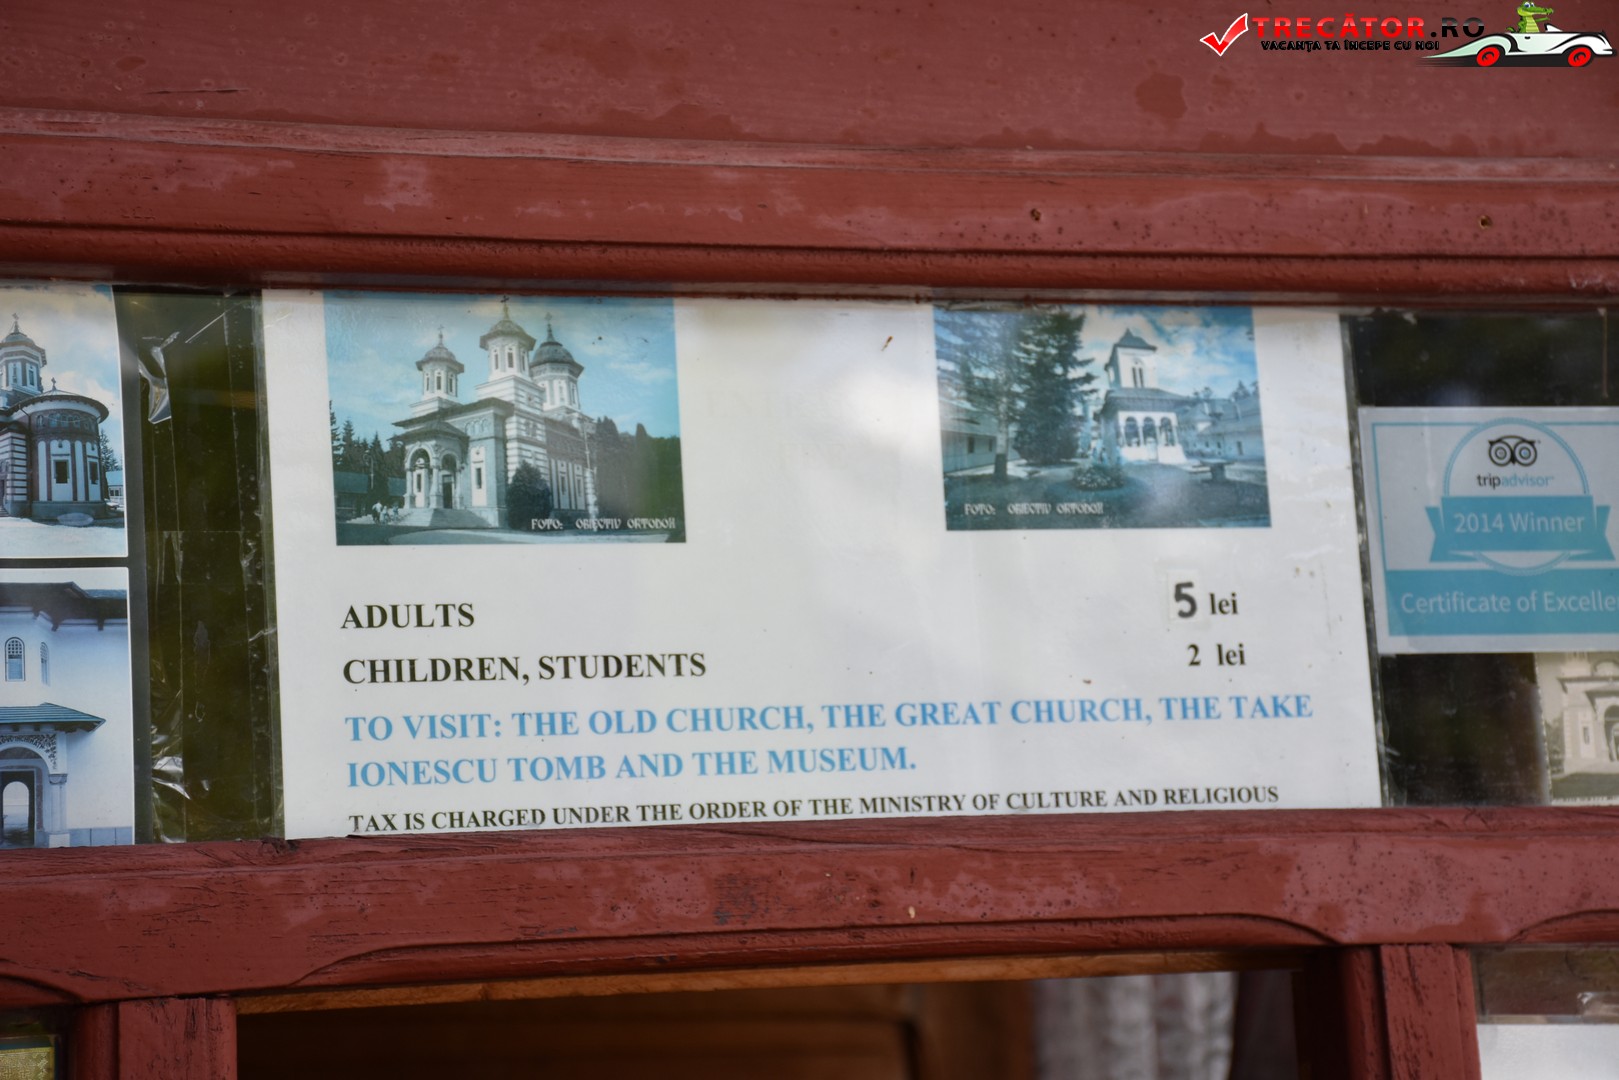 TRECĂTOR.RO
VACANȚA TA ÎNCEPE CU NOI
FOTO: OBIECTIV ORTODOX
FOTO: OBIECTIV ORTODOX
ADULTS 5 lei
CHILDREN, STUDENTS 2 lei
TO VISIT: THE OLD CHURCH, THE GREAT CHURCH, THE TAKE
IONESCU TOMB AND THE MUSEUM.
TAX IS CHARGED UNDER THE ORDER OF THE MINISTRY OF CULTURE AND RELIGIOUS
tripadvisor
2014 Winner
Certificate of Excelle